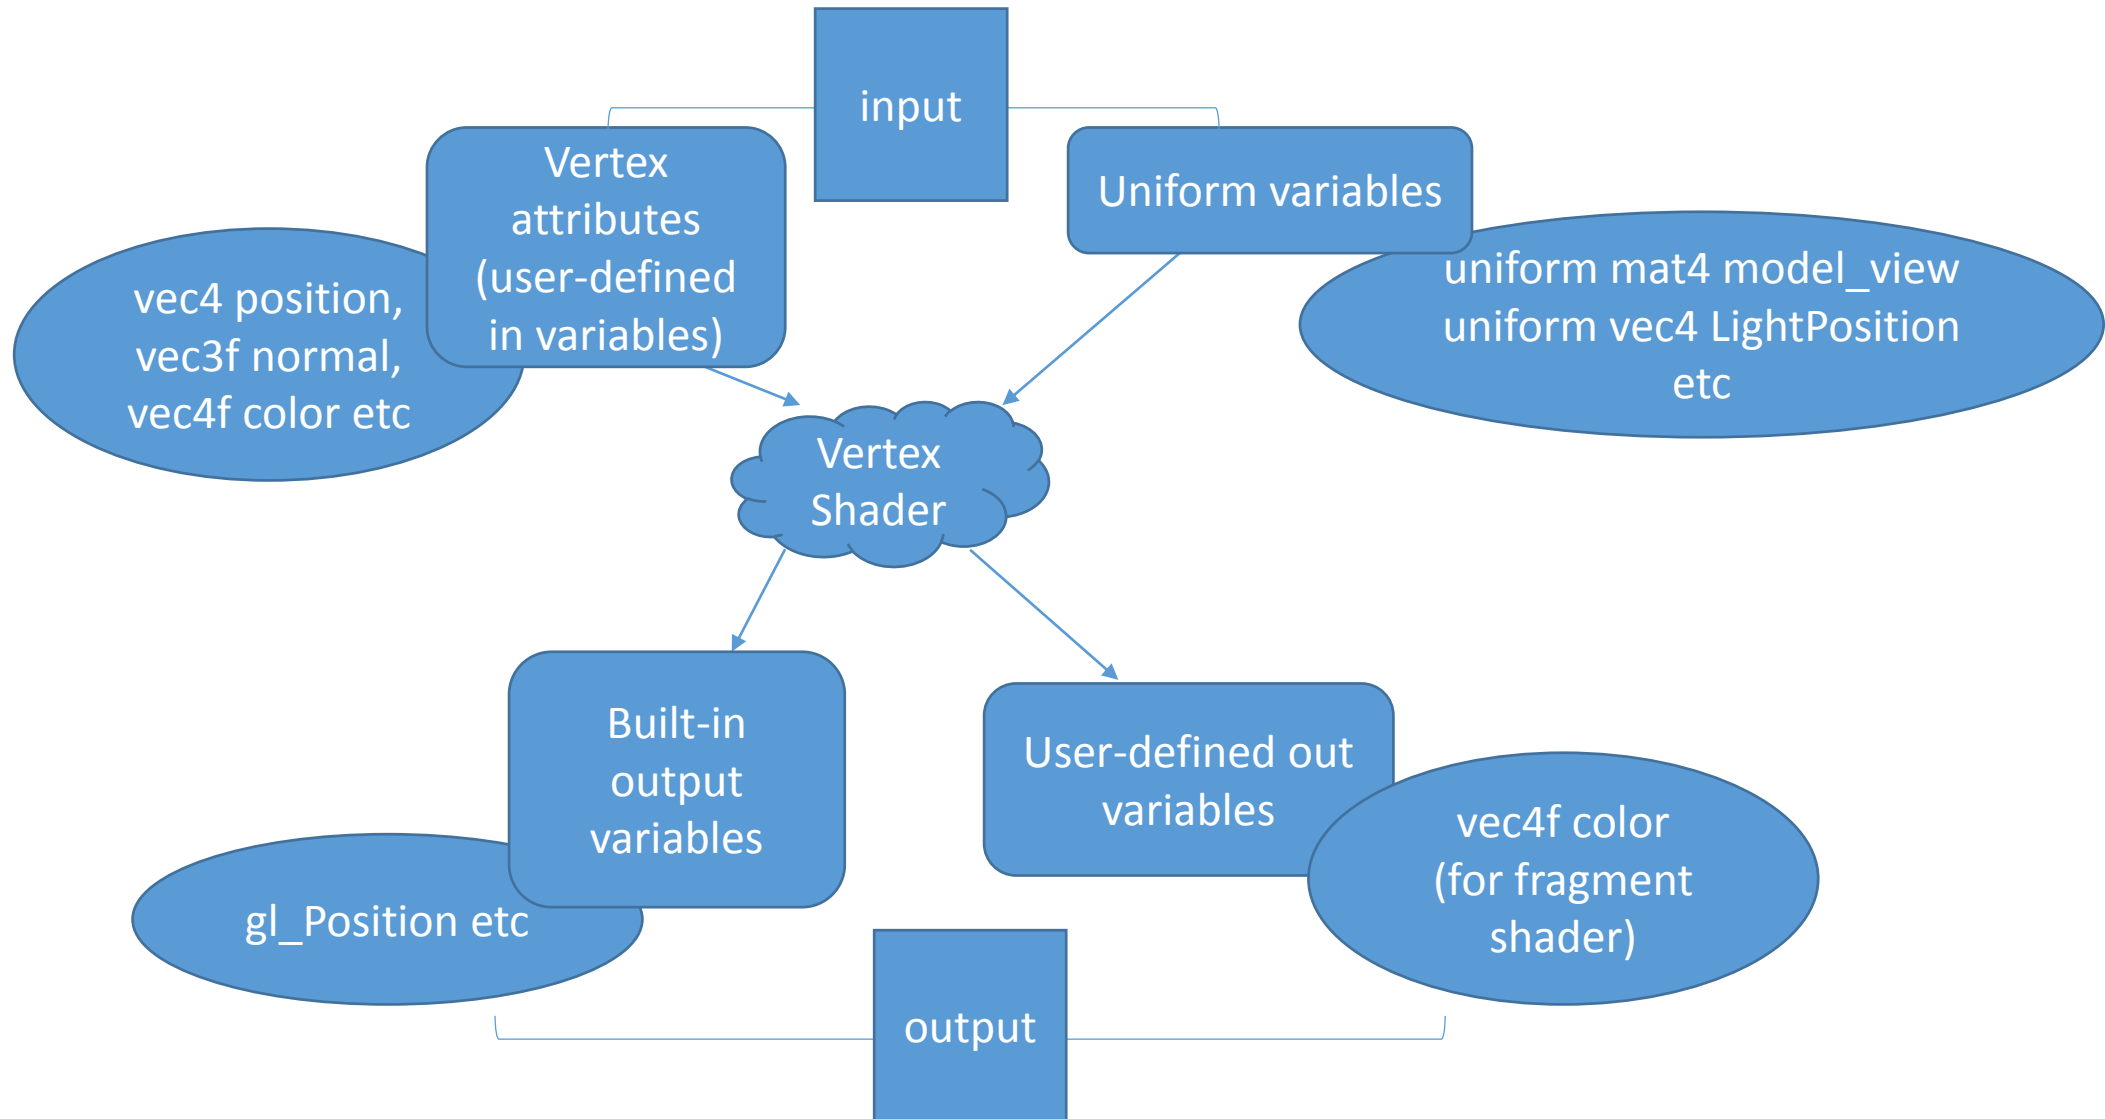 input
Vertex
attributes
(user-defined
in variables)
Uniform variables
vec4 position,
vec3f normal,
vec4f color etc
uniform mat4 model_view
uniform vec4 LightPosition
etc
Vertex
Shader
Built-in
output
variables
User-defined out
variables
gl_Position etc
vec4f color
(for fragment
shader)
output